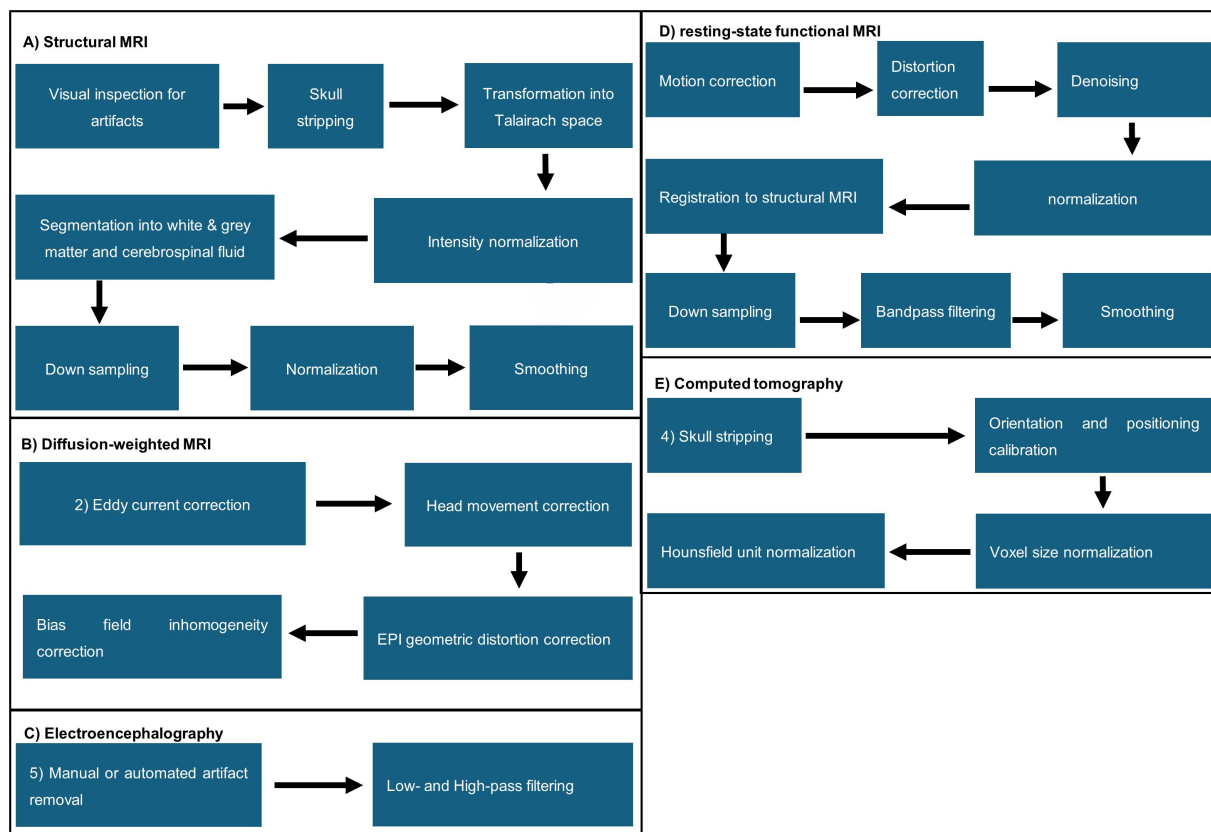 A) Structural MRI
Visual inspection for
artifacts
Skull
stripping
Transformation into
Talairach space
Intensity normalization
Segmentation into white & grey
matter and cerebrospinal fluid
Down sampling
Normalization
Smoothing
B) Diffusion-weighted MRI
2) Eddy current correction
Head movement correction
EPI geometric distortion correction
Bias field inhomogeneity
correction
C) Electroencephalography
5) Manual or automated artifact
removal
Low- and High-pass filtering
D) resting-state functional MRI
Motion correction
Distortion
correction
Denoising
normalization
Registration to structural MRI
Down sampling
Bandpass filtering
Smoothing
E) Computed tomography
4) Skull stripping
Orientation and positioning
calibration
Voxel size normalization
Hounsfield unit normalization